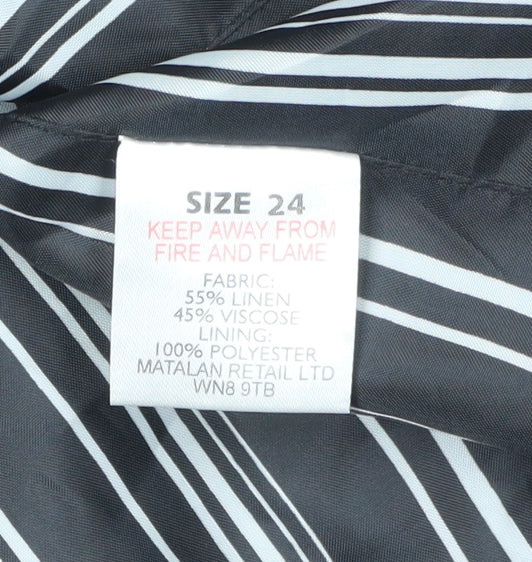 SIZE 24
KEEP AWAY FROM
FIRE AND FLAME
FABRIC:
55% LINEN
45% VISCOSE
LINING:
100% POLYESTER
MATALAN RETAIL LTD
WN8 9TB